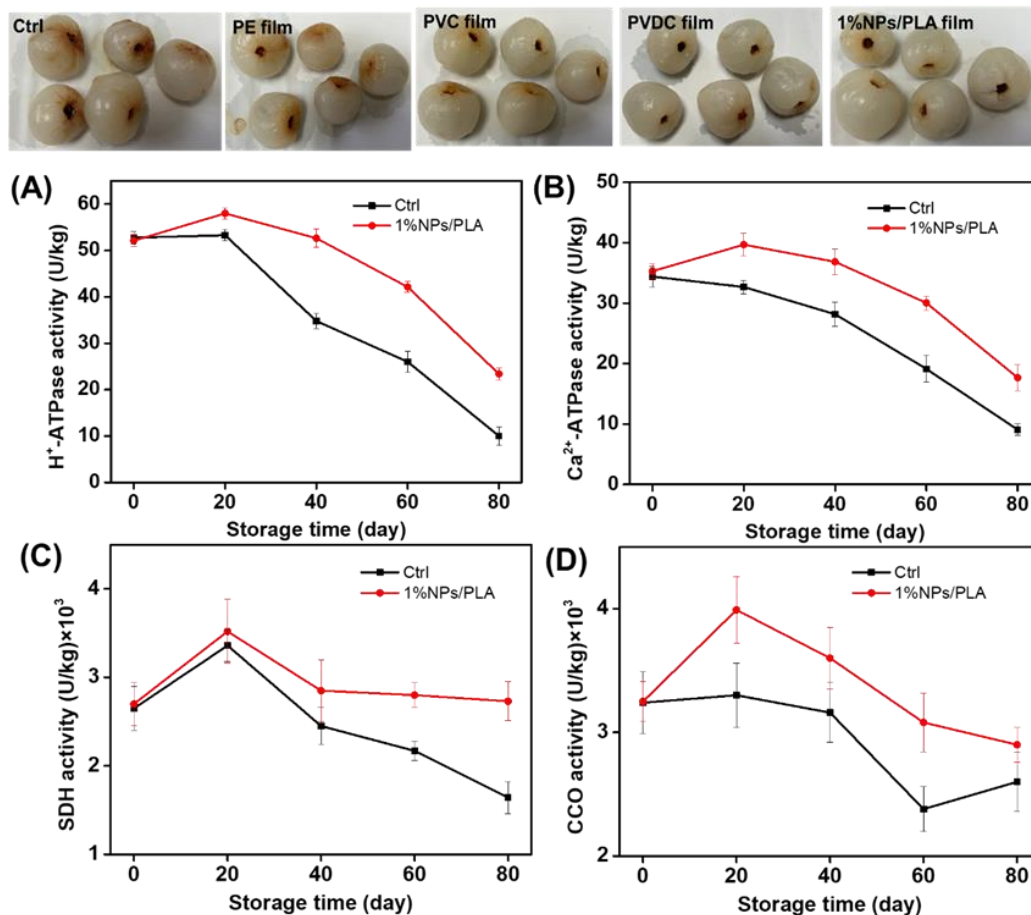 Ctrl
PE film
PVC film
PVDC film
1%NPs/PLA film
(A)
H⁺-ATPase activity (U/kg)
60
50
40
30
20
10
0
Ctrl
1%NPs/PLA
0 20 40 60 80
Storage time (day)
(B)
Ca²⁺-ATPase activity (U/kg)
50
40
30
20
10
0
Ctrl
1%NPs/PLA
0 20 40 60 80
Storage time (day)
(C)
SDH activity (U/kg)×10³
4
3
2
1
Ctrl
1%NPs/PLA
0 20 40 60 80
Storage time (day)
(D)
CCO activity (U/kg)×10³
4
3
2
Ctrl
1%NPs/PLA
0 20 40 60 80
Storage time (day)